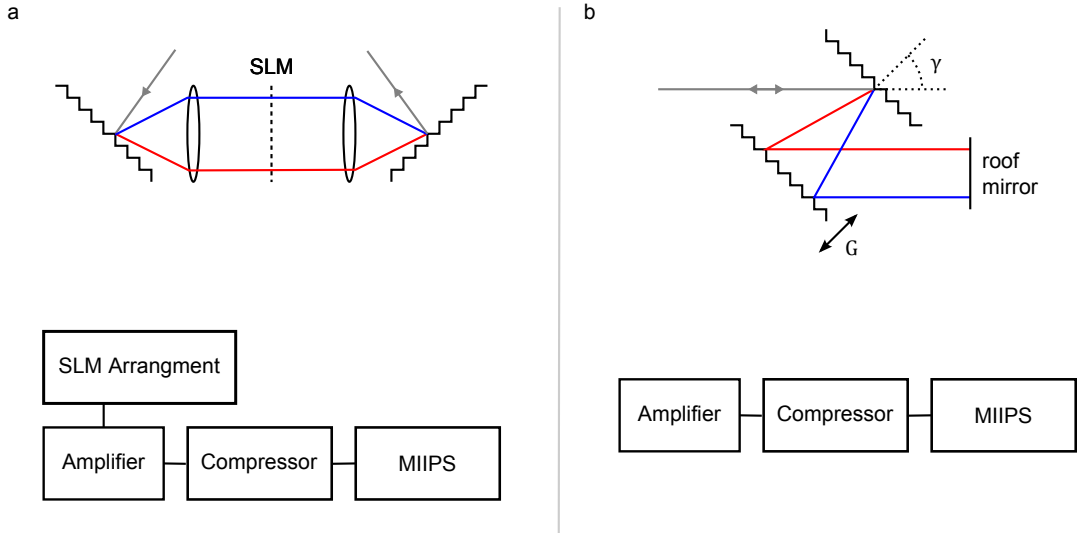 a
SLM
SLM Arrangment
Amplifier
Compressor
MIIPS
b
γ
roof
mirror
G
Amplifier
Compressor
MIIPS